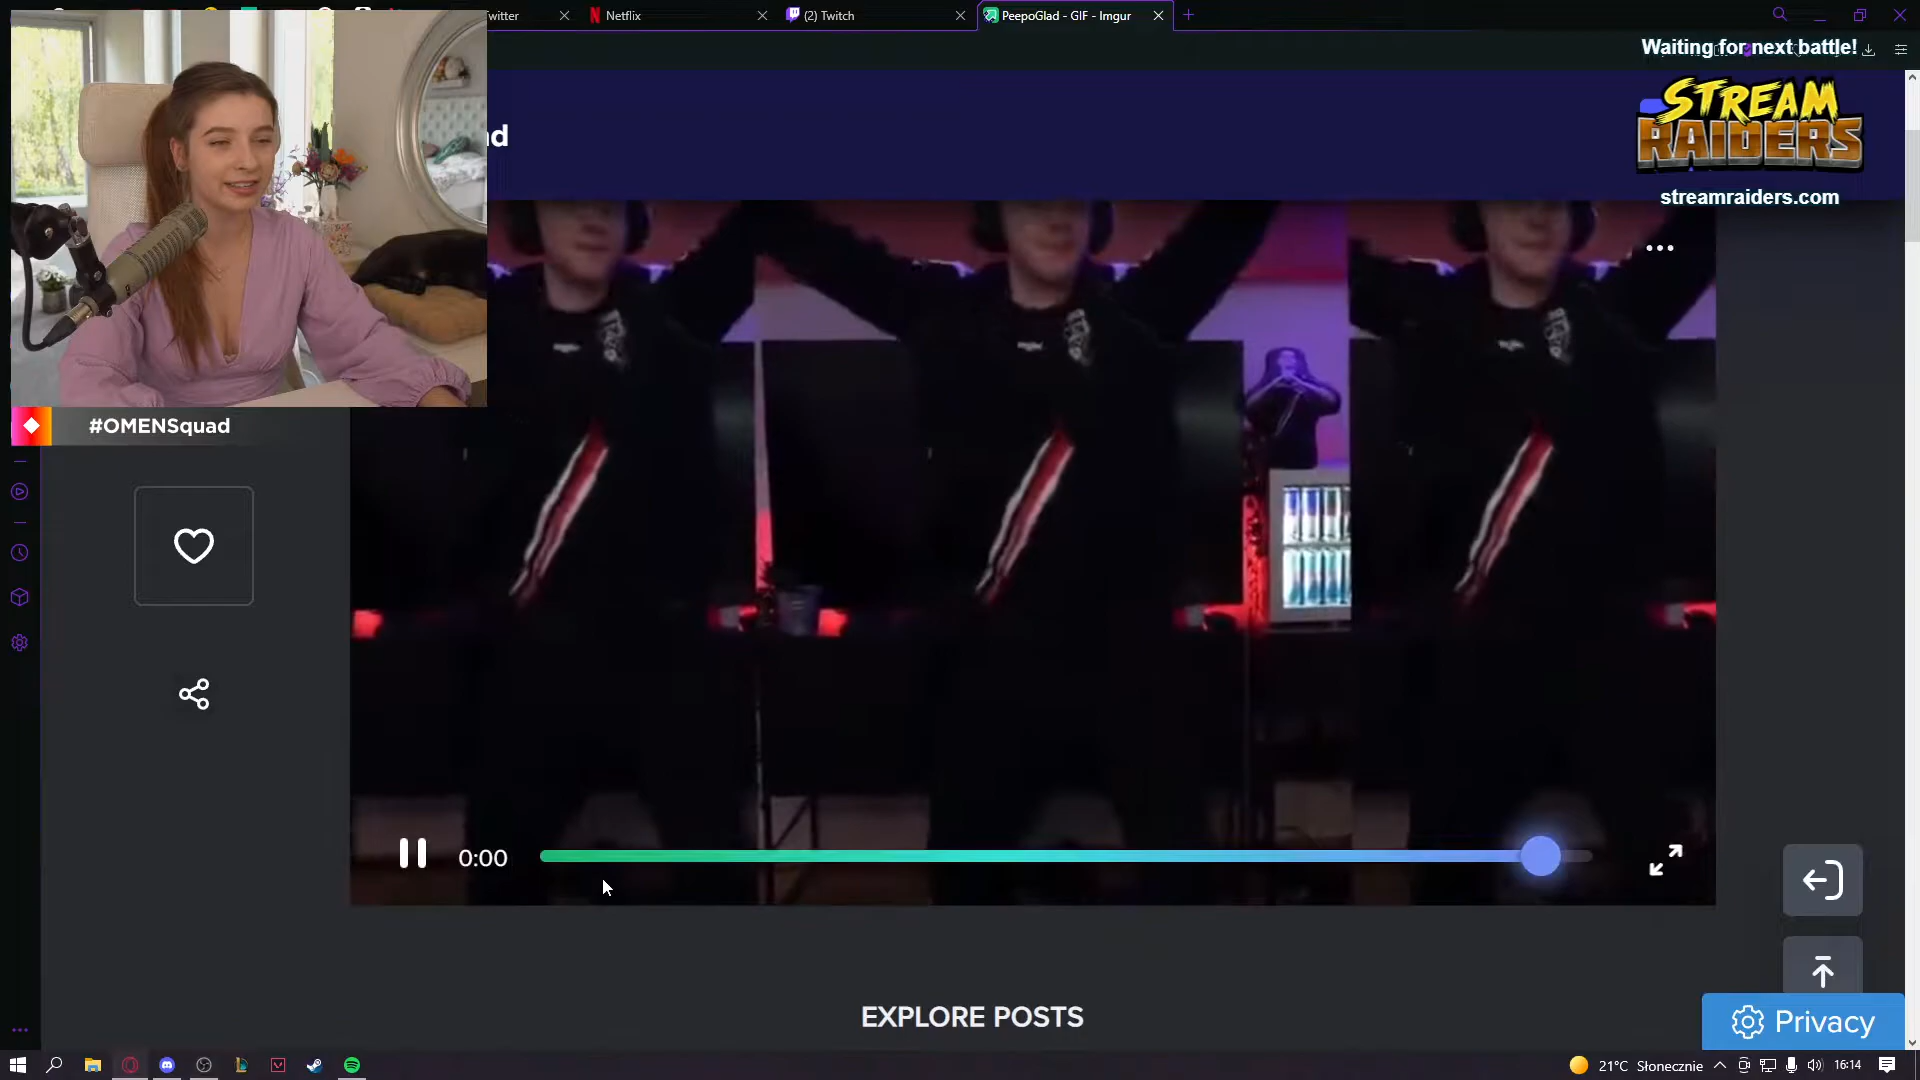 witter
Netflix
(2) Twitch
PeepoGlad - GIF - Imgur
Waiting for next battle!
STREAM
RAIDERS
streamraiders.com
ad
#OMENSquad
0:00
EXPLORE POSTS
Privacy
21°C Słonecznie
16:14